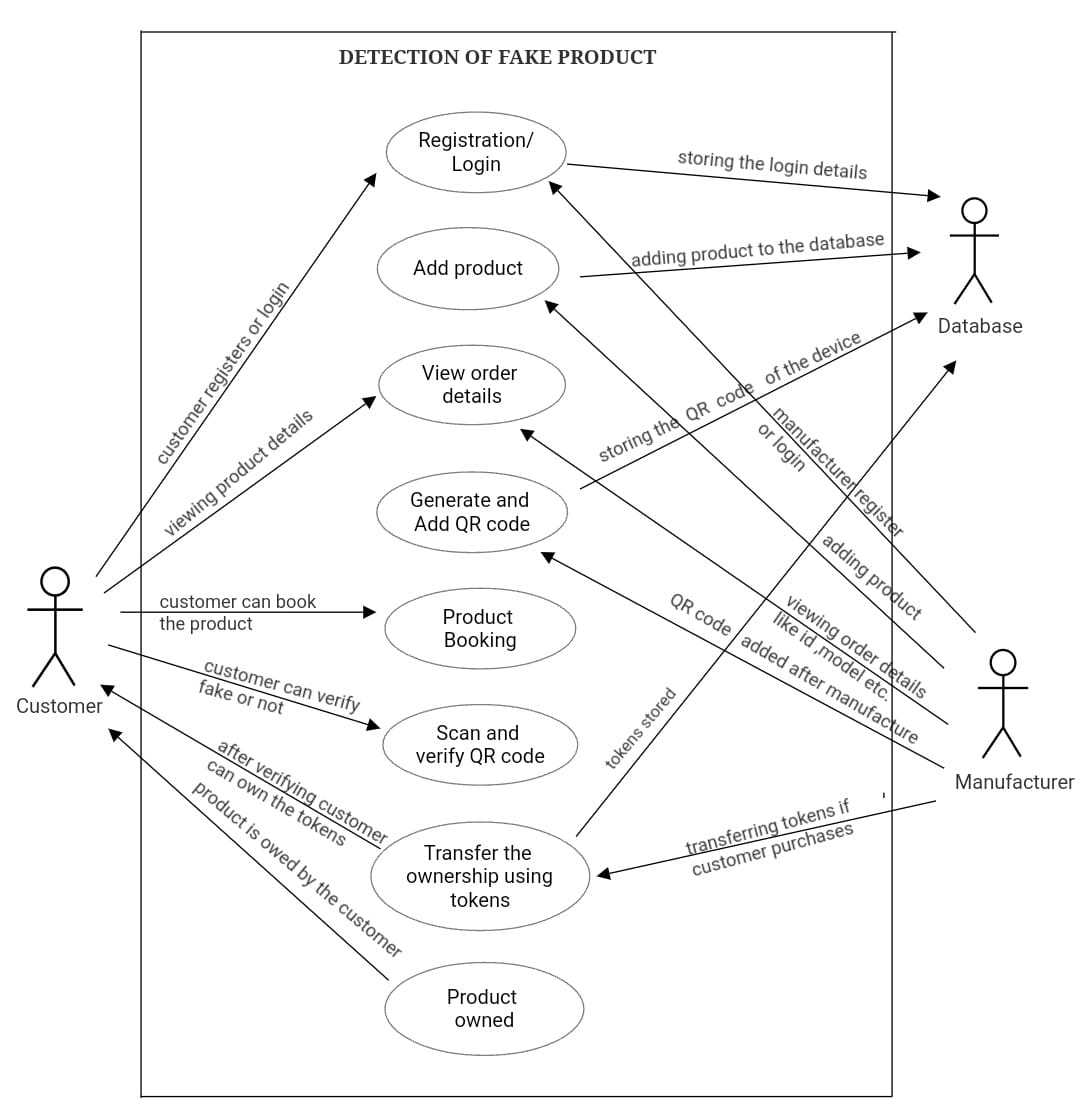 DETECTION OF FAKE PRODUCT
Registration/
Login
storing the login details
Add product
adding product to the database
Database
customer registers or login
View order
details
viewing product details
storing the QR code of the device
manufacturer register
or login
Generate and
Add QR code
adding product
Customer
customer can book
the product
Product
Booking
QR code added after manufacture
viewing order details
like id ,model etc.
Manufacturer
customer can verify
fake or not
Scan and
verify QR code
tokens stored
after verifying customer
can own the tokens
Transfer the
ownership using
tokens
transferring tokens if
customer purchases
product is owed by the customer
Product
owned